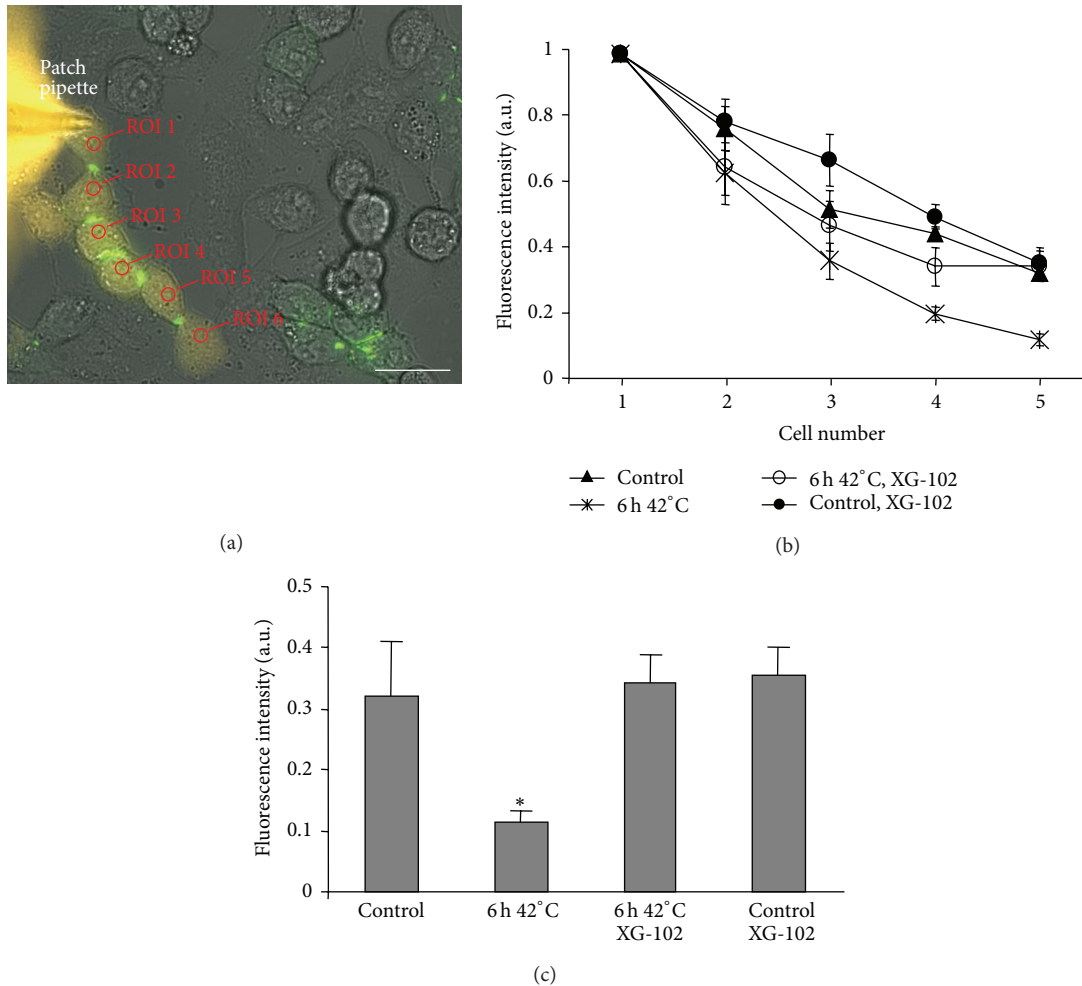 Patch
pipette
ROI 1
ROI 2
ROI 3
ROI 4
ROI 5
ROI 6
(a)
Fluorescence intensity (a.u.)
1
0.8
0.6
0.4
0.2
0
1 2 3 4 5
Cell number
Control
6 h 42°C
6 h 42°C, XG-102
Control, XG-102
(b)
Fluorescence intensity (a.u.)
0.5
0.4
0.3
0.2
0.1
0
*
Control 6 h 42°C 6 h 42°C Control
XG-102 XG-102
(c)